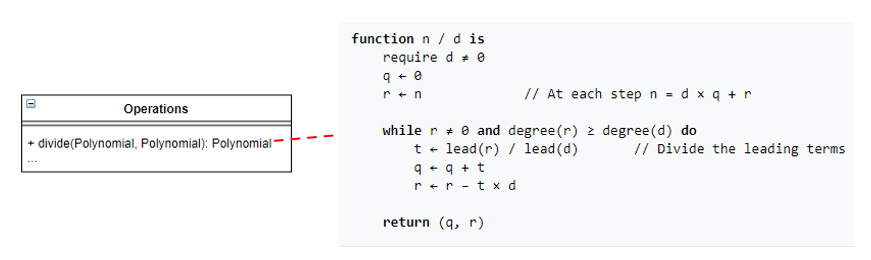 Operations
+ divide(Polynomial, Polynomial): Polynomial
...
function n / d is
require d ≠ 0
q ← 0
r ← n // At each step n = d × q + r
while r ≠ 0 and degree(r) ≥ degree(d) do
t ← lead(r) / lead(d) // Divide the leading terms
q ← q + t
r ← r − t × d
return (q, r)